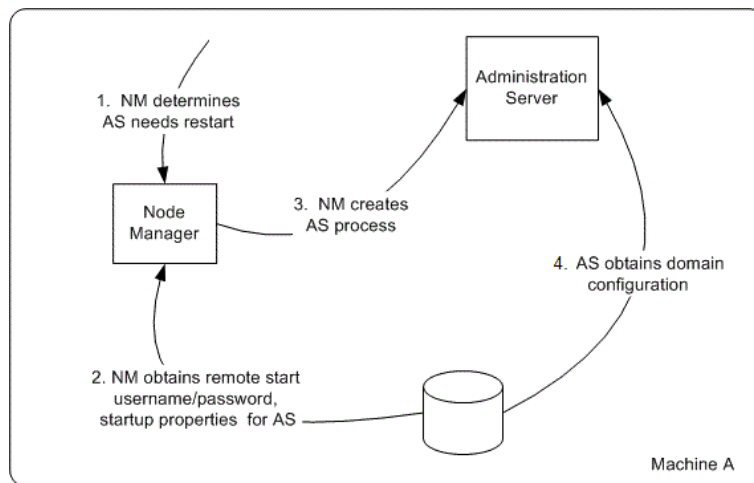 1. NM determines
AS needs restart
Administration
Server
Node
Manager
3. NM creates
AS process
4. AS obtains domain
configuration
2. NM obtains remote start
username/password,
startup properties for AS
Machine A